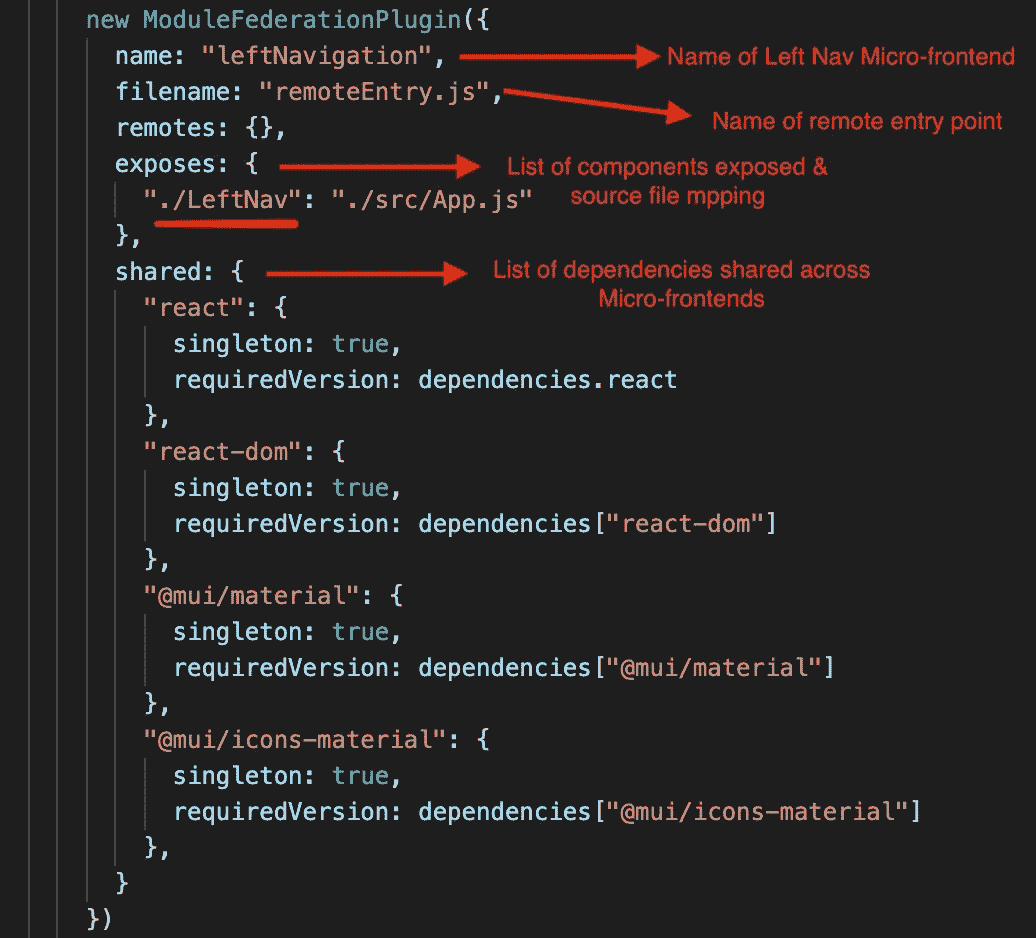 new ModuleFederationPlugin({
name: "leftNavigation", Name of Left Nav Micro-frontend
filename: "remoteEntry.js",
Name of remote entry point
remotes: {},
exposes: { List of components exposed &
"./LeftNav": "./src/App.js" source file mpping
},
shared: { List of dependencies shared across
Micro-frontends
"react": {
singleton: true,
requiredVersion: dependencies.react
},
"react-dom": {
singleton: true,
requiredVersion: dependencies["react-dom"]
},
"@mui/material": {
singleton: true,
requiredVersion: dependencies["@mui/material"]
},
"@mui/icons-material": {
singleton: true,
requiredVersion: dependencies["@mui/icons-material"]
},
}
})